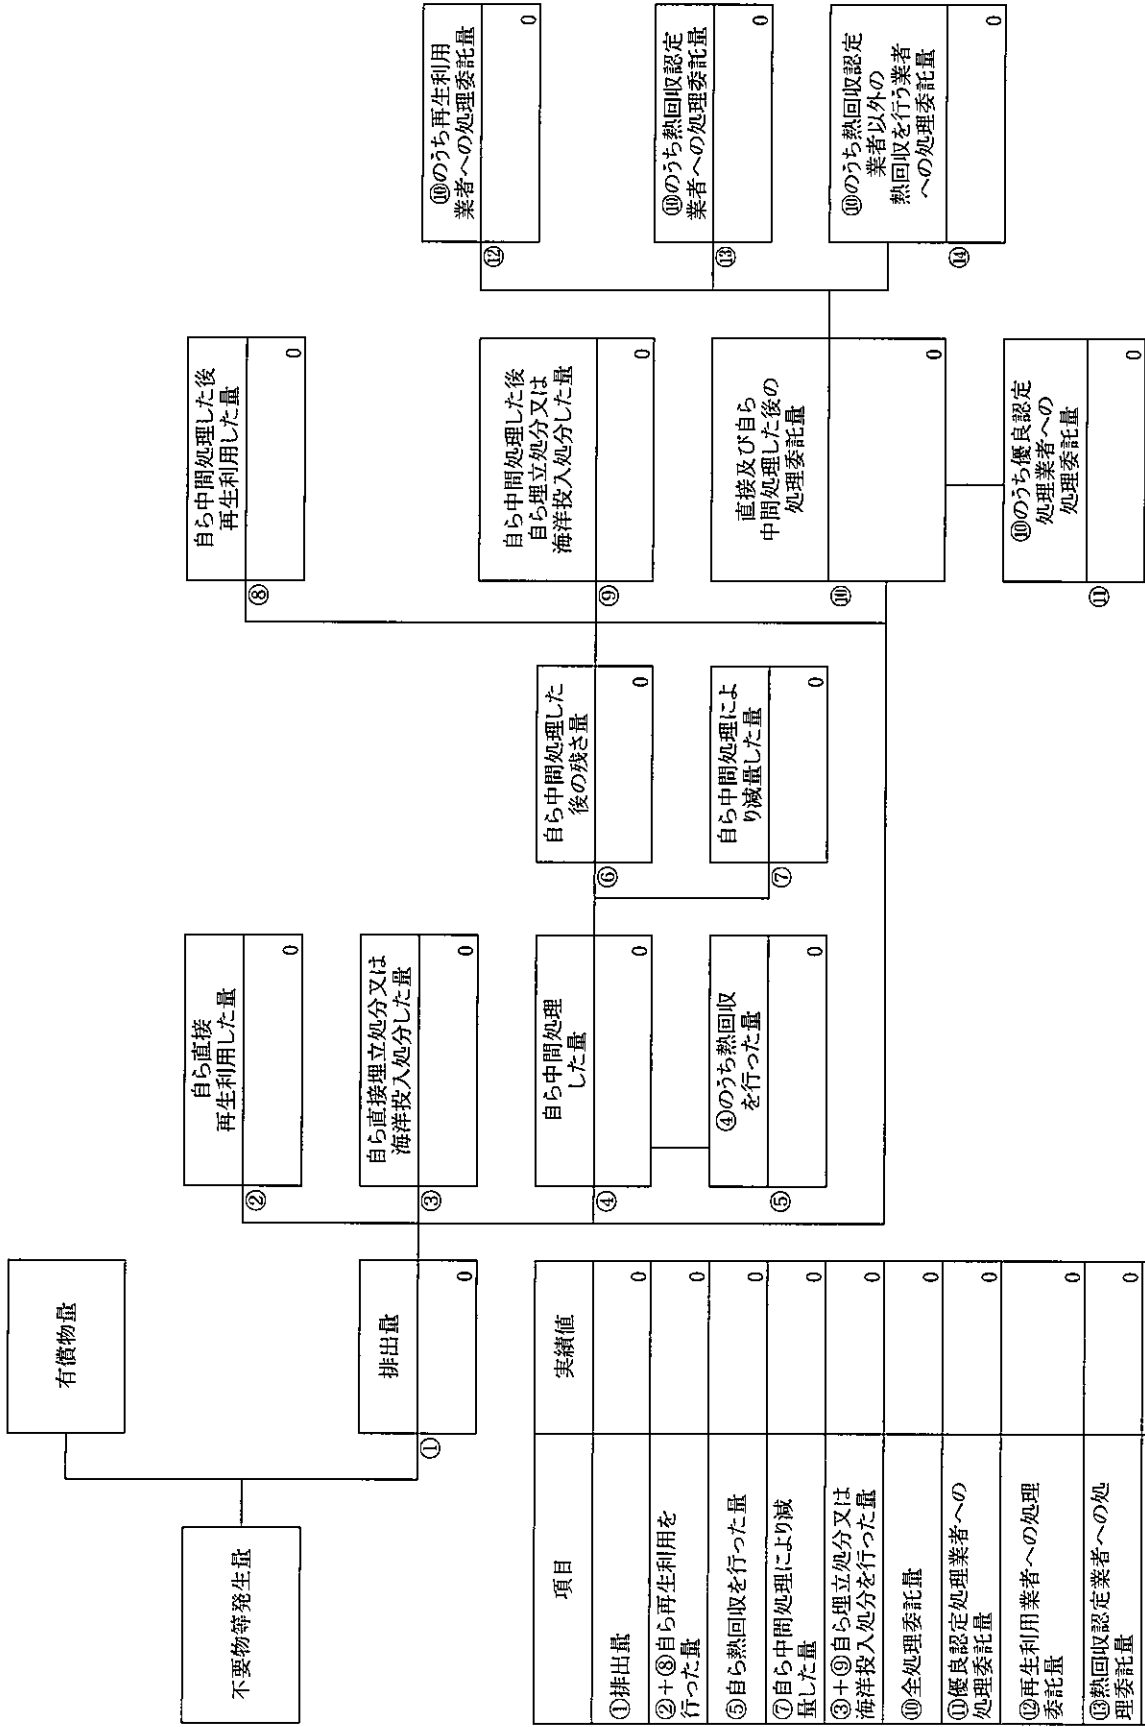 不要物等発生量
有償物量
①
排出量
0
②
自ら直接
再生利用した量
0
③
自ら直接埋立処分又は
海洋投入処分した量
0
④
自ら中間処理
した量
0
⑤
④のうち熱回収
を行った量
0
⑥
自ら中間処理した
後の残さ量
0
⑦
自ら中間処理によ
り減量した量
0
⑧
自ら中間処理した後
再生利用した量
0
⑨
自ら中間処理した後
自ら埋立処分又は
海洋投入処分した量
0
⑩
直接及び自ら
中間処理した後の
処理委託量
0
⑪
⑩のうち優良認定
処理業者への
処理委託量
0
⑫
⑩のうち再生利用
業者への処理委託量
0
⑬
⑩のうち熱回収認定
業者への処理委託量
0
⑭
⑩のうち熱回収認定
業者以外の
熱回収を行う業者
への処理委託量
0
項目 実績値
①排出量 0
②+⑧自ら再生利用を
行った量 0
⑤自ら熱回収を行った量 0
⑦自ら中間処理により減
量した量 0
③+⑨自ら埋立処分又は
海洋投入処分を行った量 0
⑩全処理委託量 0
⑪優良認定処理業者への
処理委託量 0
⑫再生利用業者への処理
委託量 0
⑬熱回収認定業者への処
理委託量 0